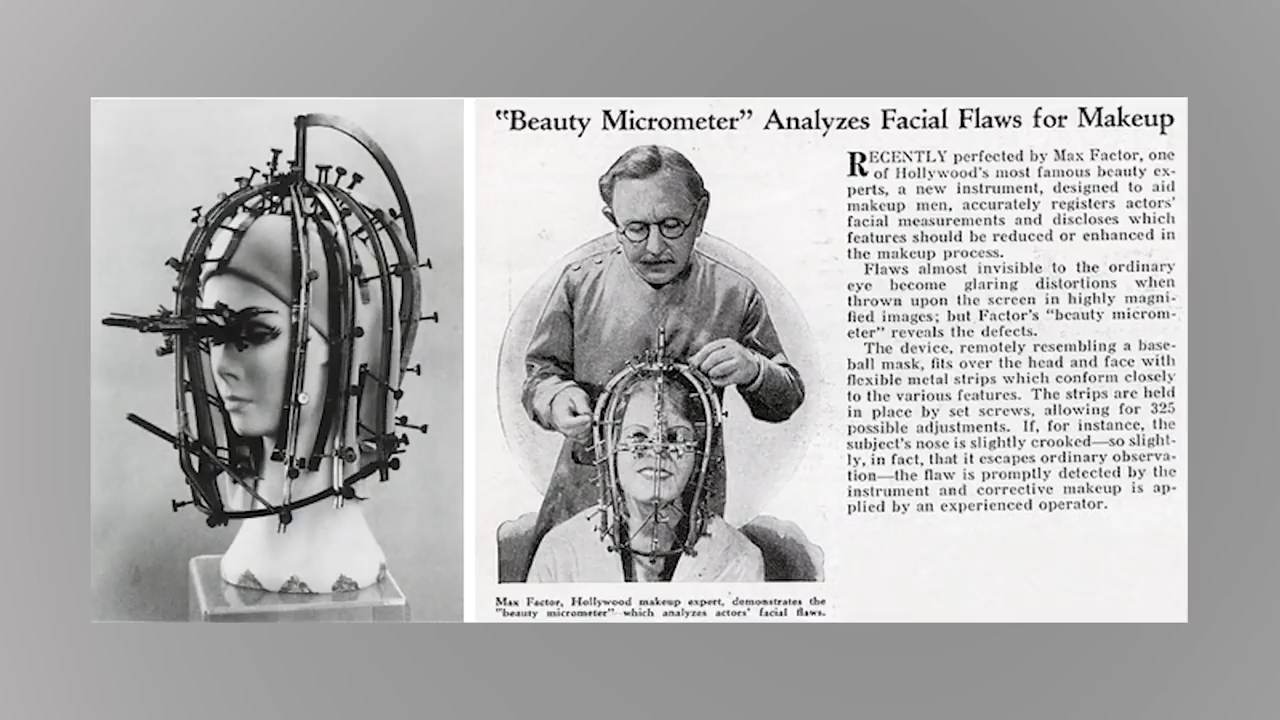 "Beauty Micrometer" Analyzes Facial Flaws for Makeup
RECENTLY perfected by Max Factor, one
of Hollywood's most famous beauty ex-
perts, a new instrument, designed to aid
makeup men, accurately registers actors'
facial measurements and discloses which
features should be reduced or enhanced in
the makeup process.
Flaws almost invisible to the ordinary
eye become glaring distortions when
thrown upon the screen in highly magni-
fied images; but Factor's "beauty microm-
eter" reveals the defects.
The device, remotely resembling a base-
ball mask, fits over the head and face with
flexible metal strips which conform closely
to the various features. The strips are held
in place by set screws, allowing for 325
possible adjustments. If, for instance, the
subject's nose is slightly crooked—so slight-
ly, in fact, that it escapes ordinary observa-
tion—the flaw is promptly detected by the
instrument and corrective makeup is ap-
plied by an experienced operator.
Max Factor, Hollywood makeup expert, demonstrates the
"beauty micrometer" which analyzes actors' facial flaws.